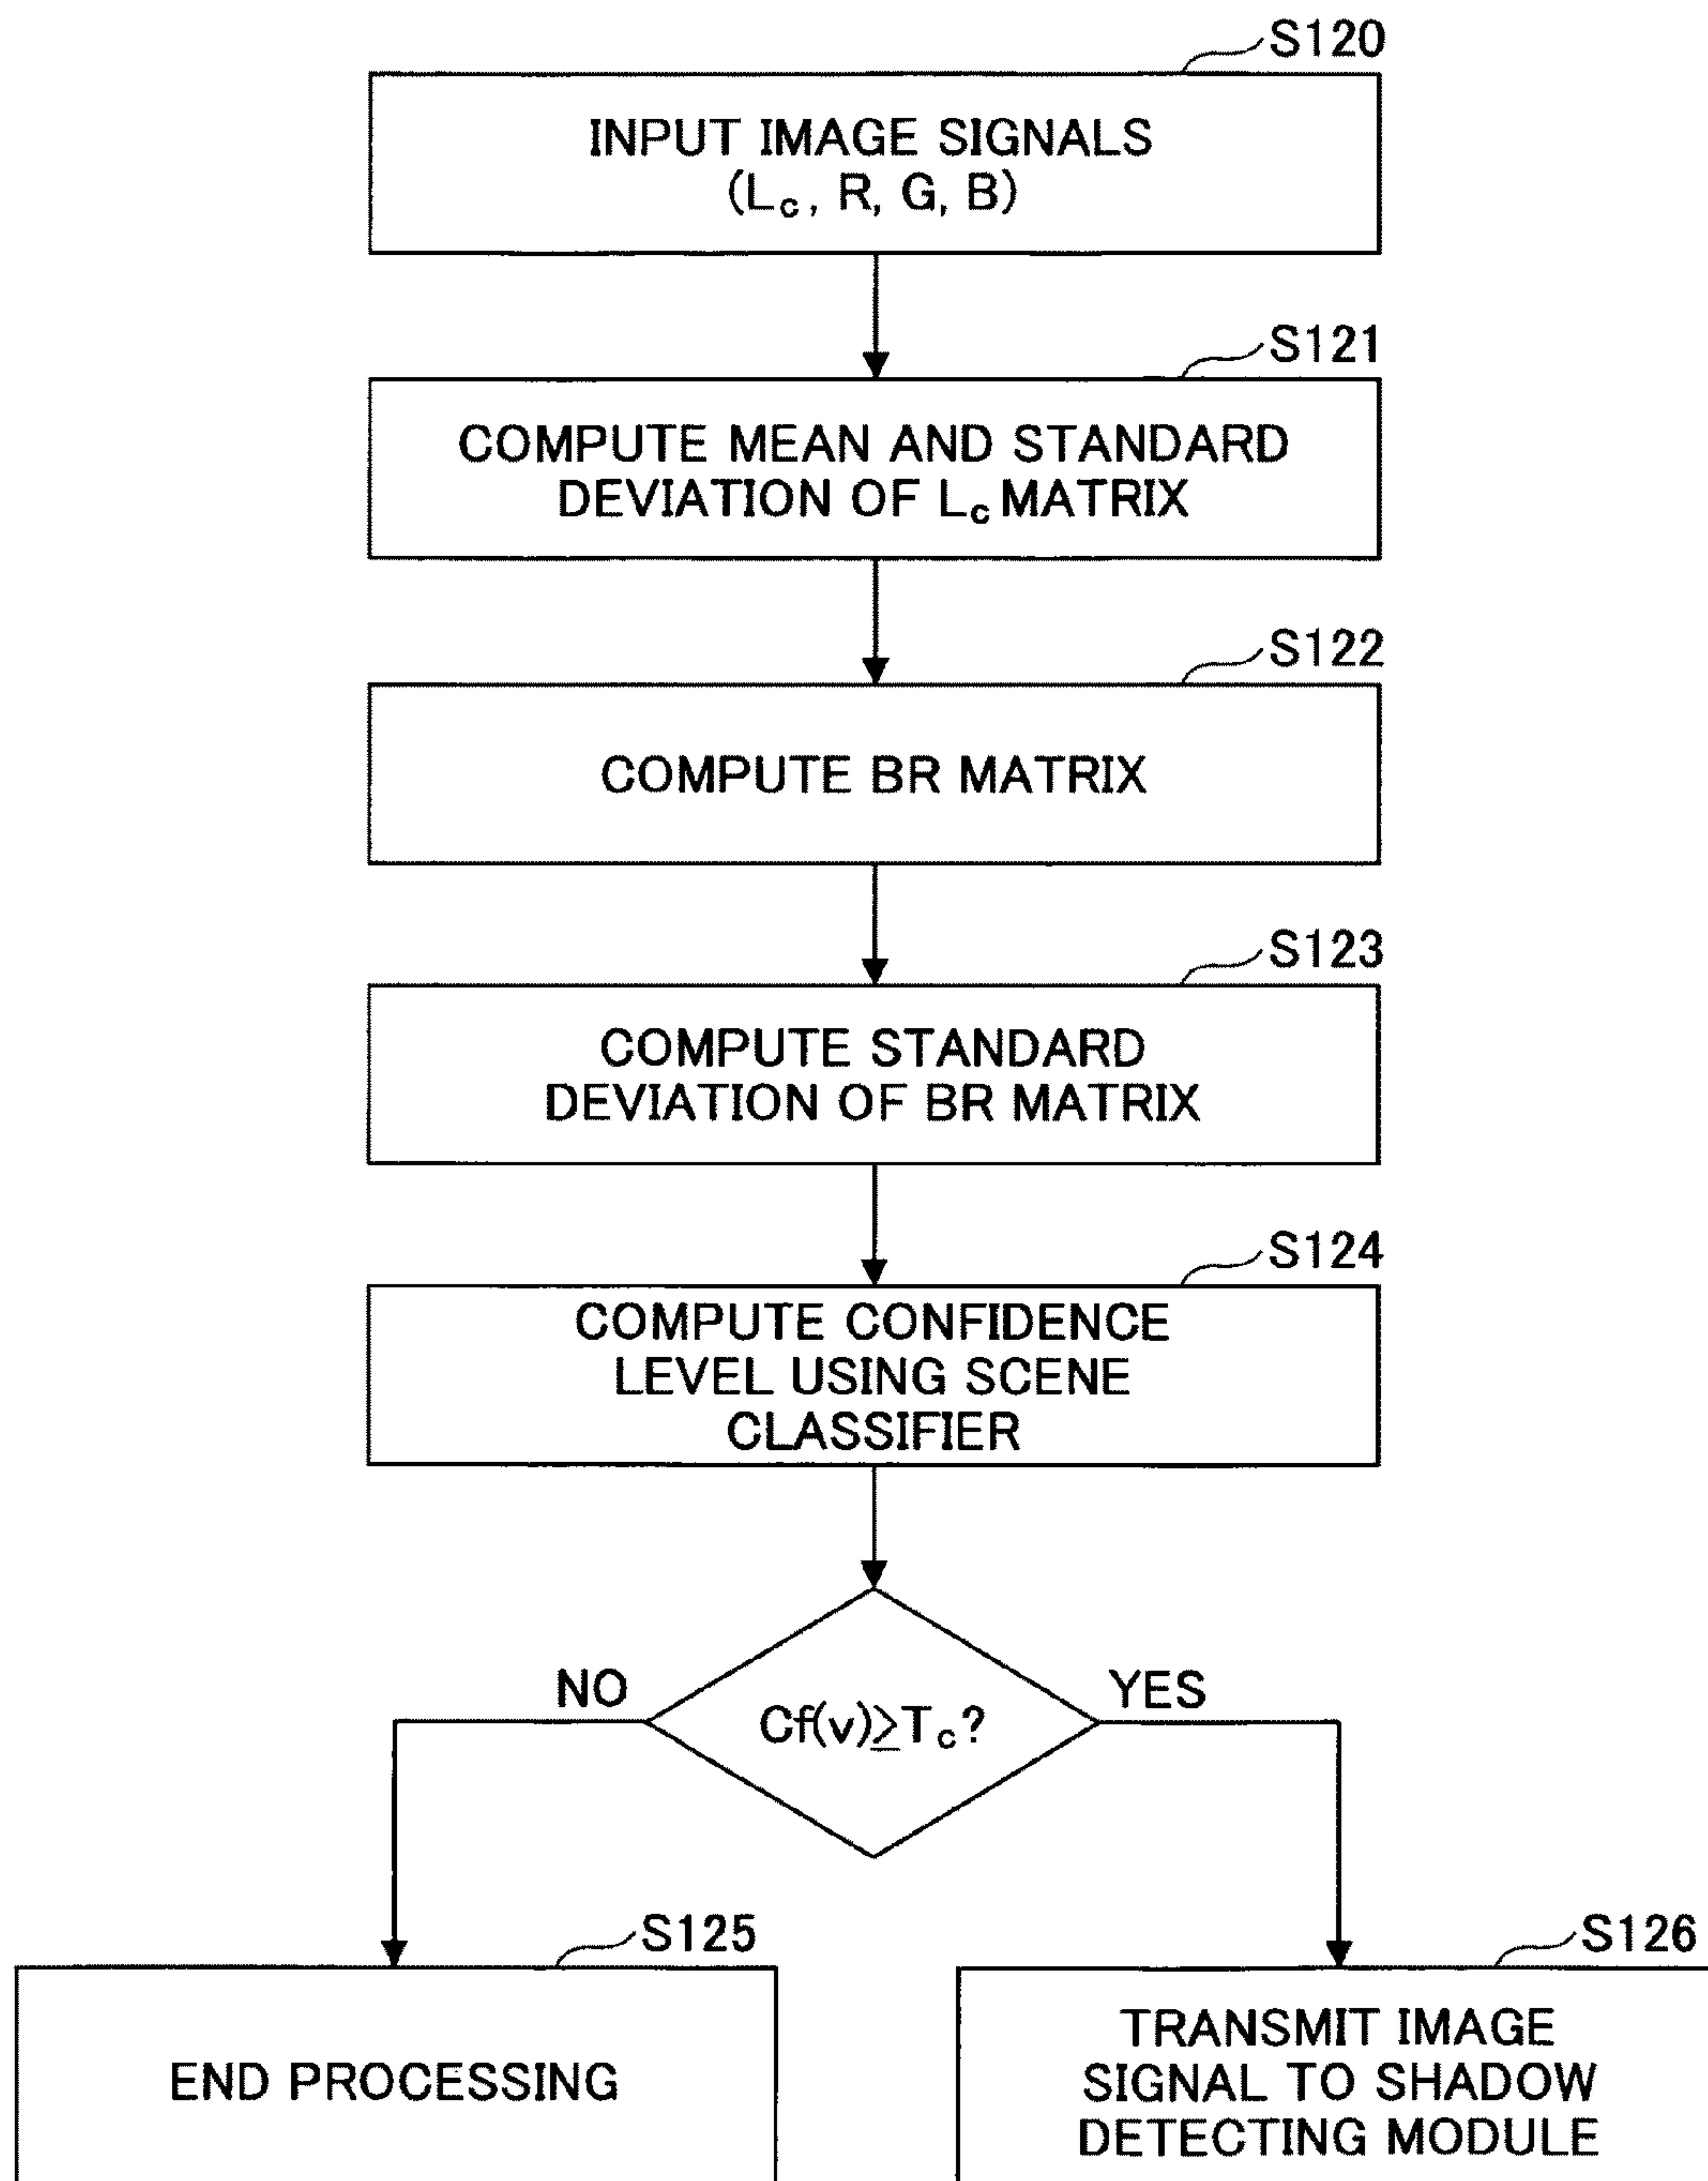 S120
INPUT IMAGE SIGNALS
(Lc, R, G, B)
S121
COMPUTE MEAN AND STANDARD
DEVIATION OF Lc MATRIX
S122
COMPUTE BR MATRIX
S123
COMPUTE STANDARD
DEVIATION OF BR MATRIX
S124
COMPUTE CONFIDENCE
LEVEL USING SCENE
CLASSIFIER
NO
Cf(v)≥Tc?
YES
S125
END PROCESSING
S126
TRANSMIT IMAGE
SIGNAL TO SHADOW
DETECTING MODULE